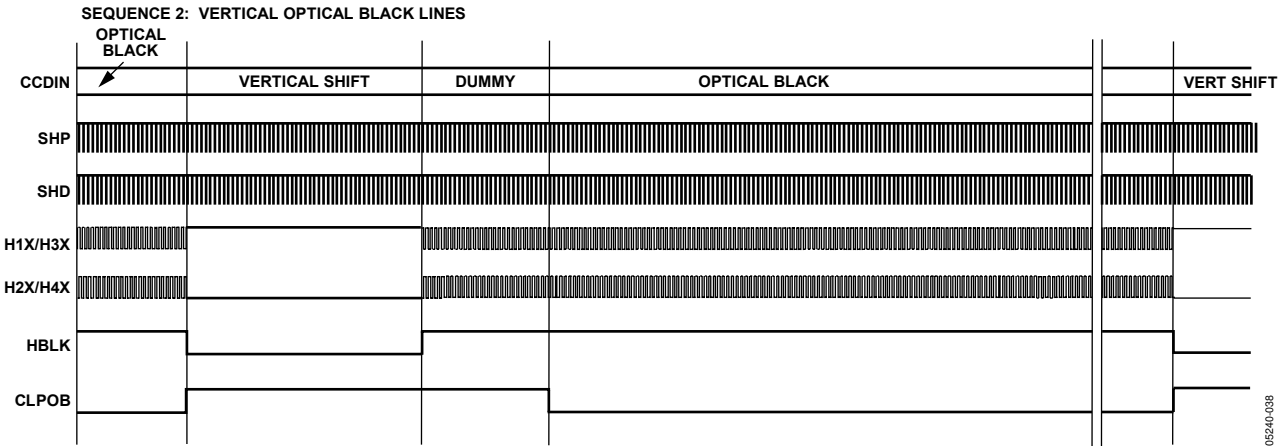 SEQUENCE 2: VERTICAL OPTICAL BLACK LINES
OPTICAL
BLACK
CCDIN
VERTICAL SHIFT
DUMMY
OPTICAL BLACK
VERT SHIFT
SHP
SHD
H1X/H3X
H2X/H4X
HBLK
CLPOB
05240-038